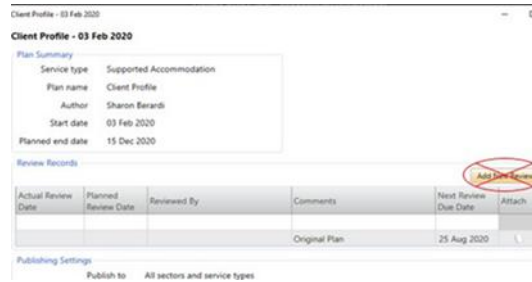 Client Profile - 03 Feb 2020
Client Profile - 03 Feb 2020
Plan Summary
Service type Supported Accommodation
Plan name Client Profile
Author Sharon Berardi
Start date 03 Feb 2020
Planned end date 15 Dec 2020
Review Records
Add New Review
Actual Review Date Planned Review Date Reviewed By Comments Next Review Due Date Attach
Original Plan 25 Aug 2020
Publishing Settings
Publish to All sectors and service types